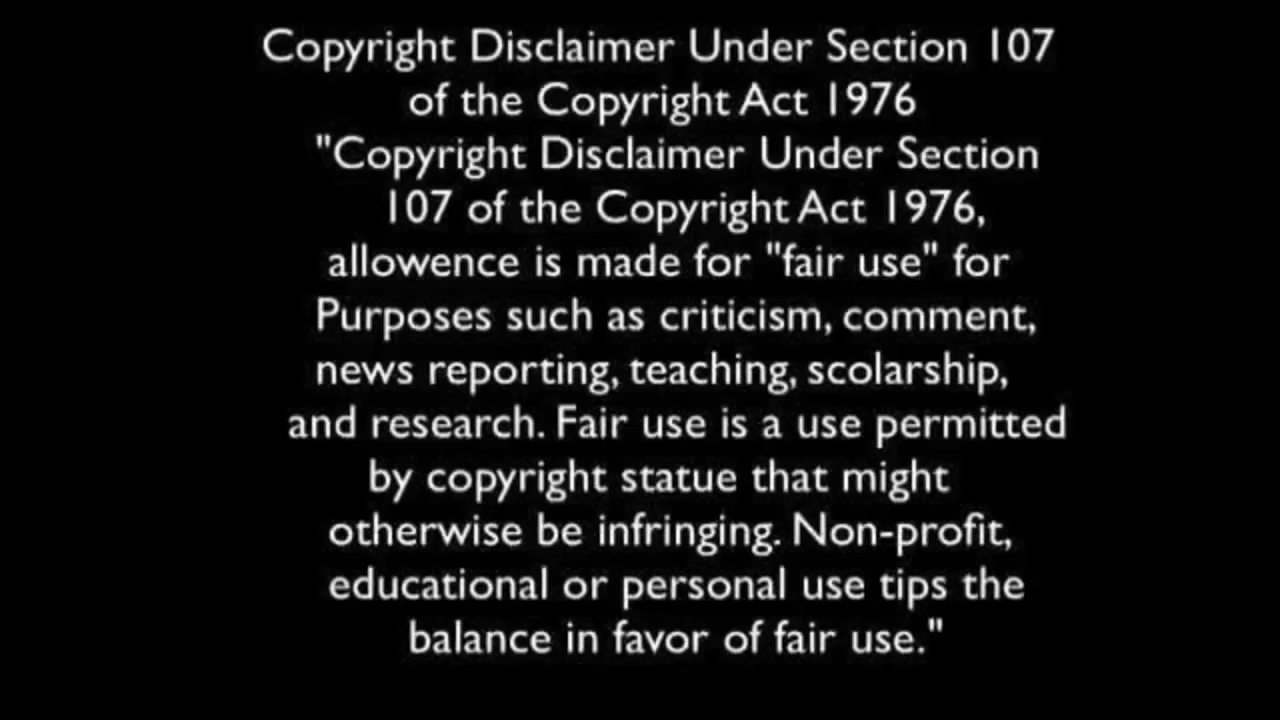 Copyright Disclaimer Under Section 107
of the Copyright Act 1976
"Copyright Disclaimer Under Section
107 of the Copyright Act 1976,
allowence is made for "fair use" for
Purposes such as criticism, comment,
news reporting, teaching, scolarship,
and research. Fair use is a use permitted
by copyright statue that might
otherwise be infringing. Non-profit,
educational or personal use tips the
balance in favor of fair use."